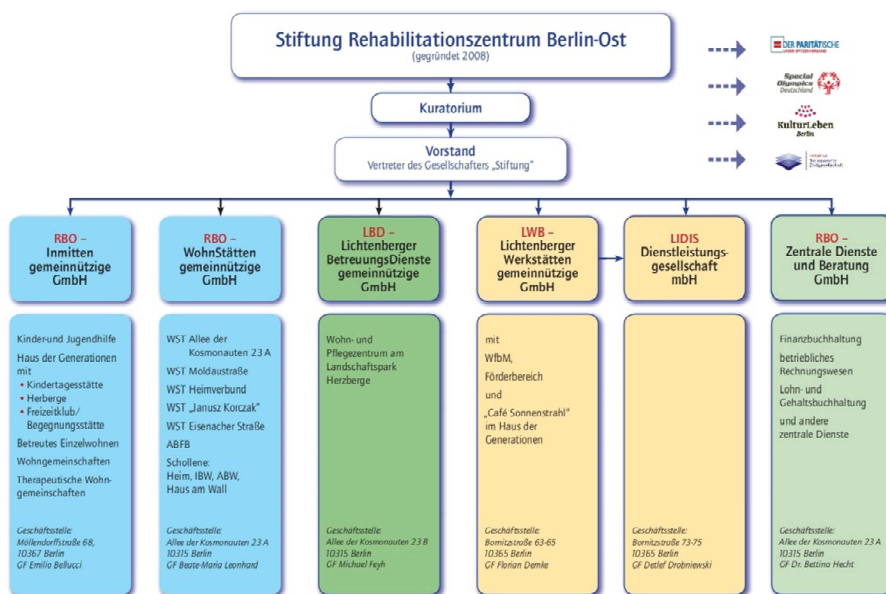 Stiftung Rehabilitationszentrum Berlin-Ost
(gegründet 2008)
Kuratorium
Vorstand
Vertreter des Gesellschafters „Stiftung“
DER PARITÄTISCHE
Special
Olympics
Deutschland
KulturLeben
Berlin
RBO –
Inmitten
gemeinnützige
GmbH
RBO –
WohnStätten
gemeinnützige
GmbH
LBD –
Lichtenberger
BetreuungsDienste
gemeinnützige
GmbH
LWB –
Lichtenberger
Werkstätten
gemeinnützige
GmbH
LIDIS
Dienstleistungs-
gesellschaft
mbH
RBO –
Zentrale Dienste
und Beratung
GmbH
Kinder-und Jugendhilfe
Haus der Generationen
mit
• Kindertagesstätte
• Herberge
• Freizeitklub/
Begegnungsstätte
Betreutes Einzelwohnen
Wohngemeinschaften
Therapeutische Wohn-
gemeinschaften
Geschäftsstelle:
Möllendorffstraße 68,
10367 Berlin
GF Emilio Bellucci
WST Allee der
Kosmonauten 23 A
WST Moldaustraße
WST Heimverbund
WST „Janusz Korczak“
WST Eisenacher Straße
ABFB
Schollene:
Heim, IBW, ABW,
Haus am Wall
Geschäftsstelle:
Allee der Kosmonauten 23 A
10315 Berlin
GF Beate-Maria Leonhard
Wohn- und
Pflegezentrum am
Landschaftspark
Herzberge
Geschäftsstelle:
Allee der Kosmonauten 23 B
10315 Berlin
GF Michael Feyh
mit
WfbM,
Förderbereich
und
„Café Sonnenstrahl“
im Haus der
Generationen
Geschäftsstelle:
Bornitzstraße 63-65
10365 Berlin
GF Florian Demke
Geschäftsstelle:
Bornitzstraße 73-75
10365 Berlin
GF Detlef Drobniewski
Finanzbuchhaltung
betriebliches
Rechnungswesen
Lohn- und
Gehaltsbuchhaltung
und andere
zentrale Dienste
Geschäftsstelle:
Allee der Kosmonauten 23 A
10315 Berlin
GF Dr. Bettina Hecht